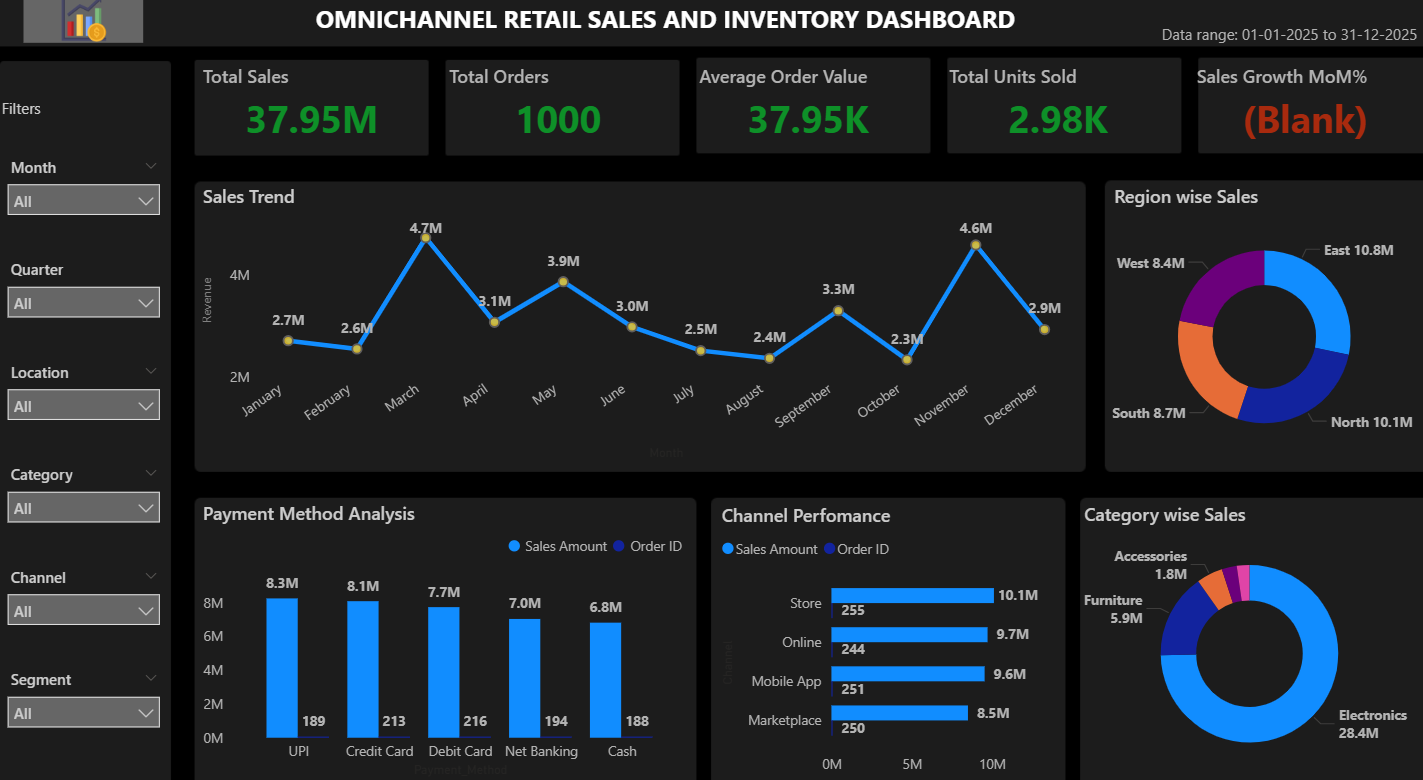 OMNICHANNEL RETAIL SALES AND INVENTORY DASHBOARD
Data range: 01-01-2025 to 31-12-2025
Filters
Month
All
Quarter
All
Location
All
Category
All
Channel
All
Segment
All
Total Sales
37.95M
Total Orders
1000
Average Order Value
37.95K
Total Units Sold
2.98K
Sales Growth MoM%
(Blank)
Sales Trend
Revenue
4M
2M
2.7M
2.6M
4.7M
3.1M
3.9M
3.0M
2.5M
2.4M
3.3M
2.3M
4.6M
2.9M
January
February
March
April
May
June
July
August
September
October
November
December
Month
Region wise Sales
East 10.8M
North 10.1M
South 8.7M
West 8.4M
Payment Method Analysis
Sales Amount Order ID
8M
6M
4M
2M
0M
8.3M
189
8.1M
213
7.7M
216
7.0M
194
6.8M
188
UPI
Credit Card
Debit Card
Net Banking
Cash
Payment_Method
Channel Perfomance
Sales Amount Order ID
Channel
Store
10.1M
255
Online
9.7M
244
Mobile App
9.6M
251
Marketplace
8.5M
250
0M
5M
10M
Category wise Sales
Accessories
1.8M
Furniture
5.9M
Electronics
28.4M